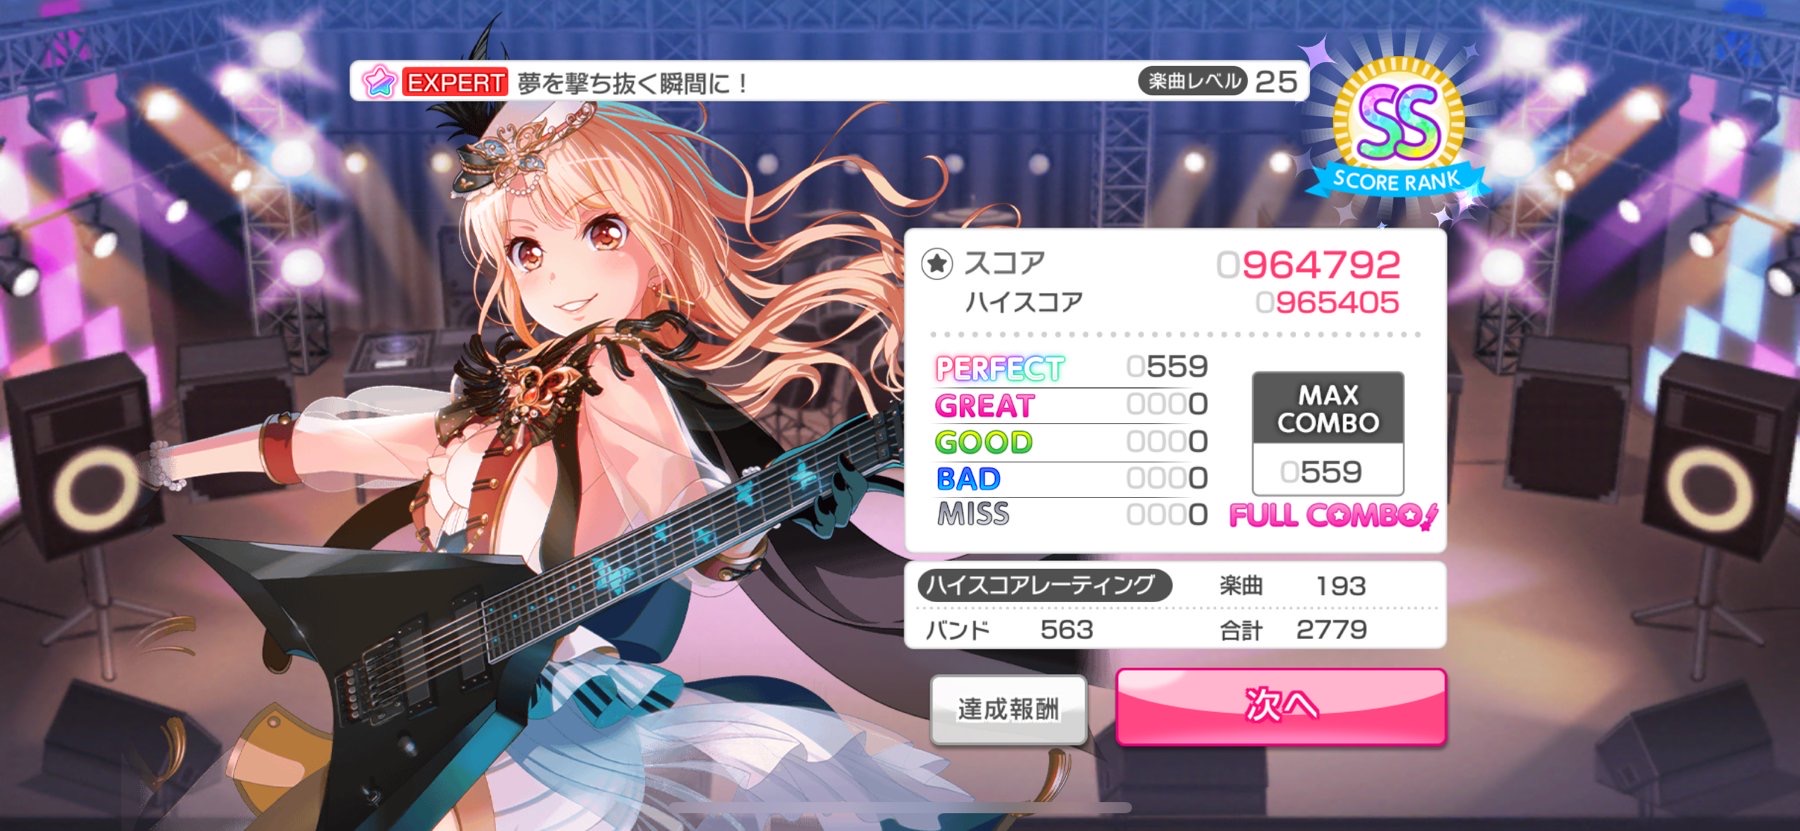 EXPERT 夢を撃ち抜く瞬間に！ 楽曲レベル 25
SS
SCORE RANK
スコア 0964792
ハイスコア 0965405
PERFECT 0559
GREAT 0000
GOOD 0000
BAD 0000
MISS 0000
MAX
COMBO
0559
FULL COMBO!
ハイスコアレーティング 楽曲 193
バンド 563 合計 2779
達成報酬 次へ